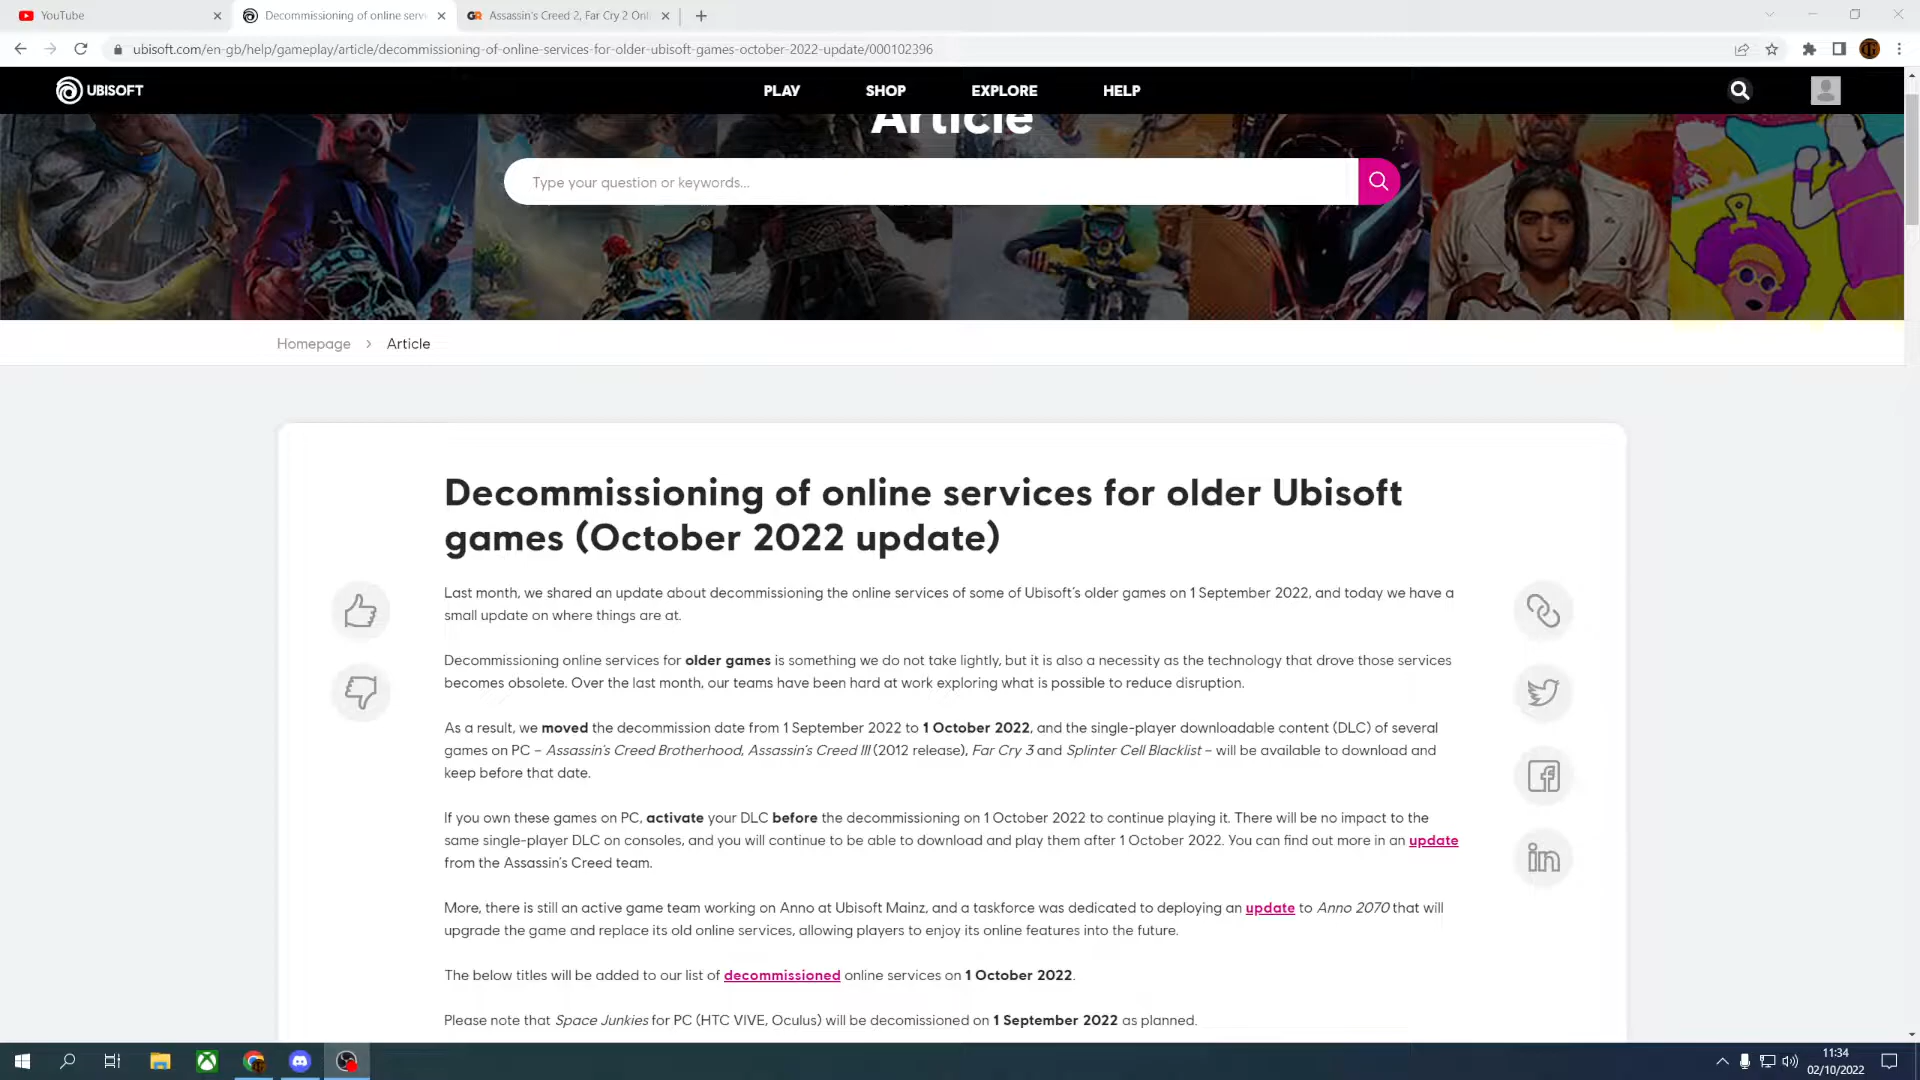 YouTube
Decommissioning of online serv
Assassin's Creed 2, Far Cry 2 Onl
ubisoft.com/en-gb/help/gameplay/article/decommissioning-of-online-services-for-older-ubisoft-games-october-2022-update/000102396
UBISOFT
PLAY
SHOP
EXPLORE
HELP
Article
Type your question or keywords...
Homepage > Article
Decommissioning of online services for older Ubisoft
games (October 2022 update)
Last month, we shared an update about decommissioning the online services of some of Ubisoft's older games on 1 September 2022, and today we have a
small update on where things are at.
Decommissioning online services for older games is something we do not take lightly, but it is also a necessity as the technology that drove those services
becomes obsolete. Over the last month, our teams have been hard at work exploring what is possible to reduce disruption.
As a result, we moved the decommission date from 1 September 2022 to 1 October 2022, and the single-player downloadable content (DLC) of several
games on PC – Assassin's Creed Brotherhood, Assassin's Creed III (2012 release), Far Cry 3 and Splinter Cell Blacklist – will be available to download and
keep before that date.
If you own these games on PC, activate your DLC before the decommissioning on 1 October 2022 to continue playing it. There will be no impact to the
same single-player DLC on consoles, and you will continue to be able to download and play them after 1 October 2022. You can find out more in an update
from the Assassin's Creed team.
More, there is still an active game team working on Anno at Ubisoft Mainz, and a taskforce was dedicated to deploying an update to Anno 2070 that will
upgrade the game and replace its old online services, allowing players to enjoy its online features into the future.
The below titles will be added to our list of decommissioned online services on 1 October 2022.
Please note that Space Junkies for PC (HTC VIVE, Oculus) will be decomissioned on 1 September 2022 as planned.
11:34
02/10/2022